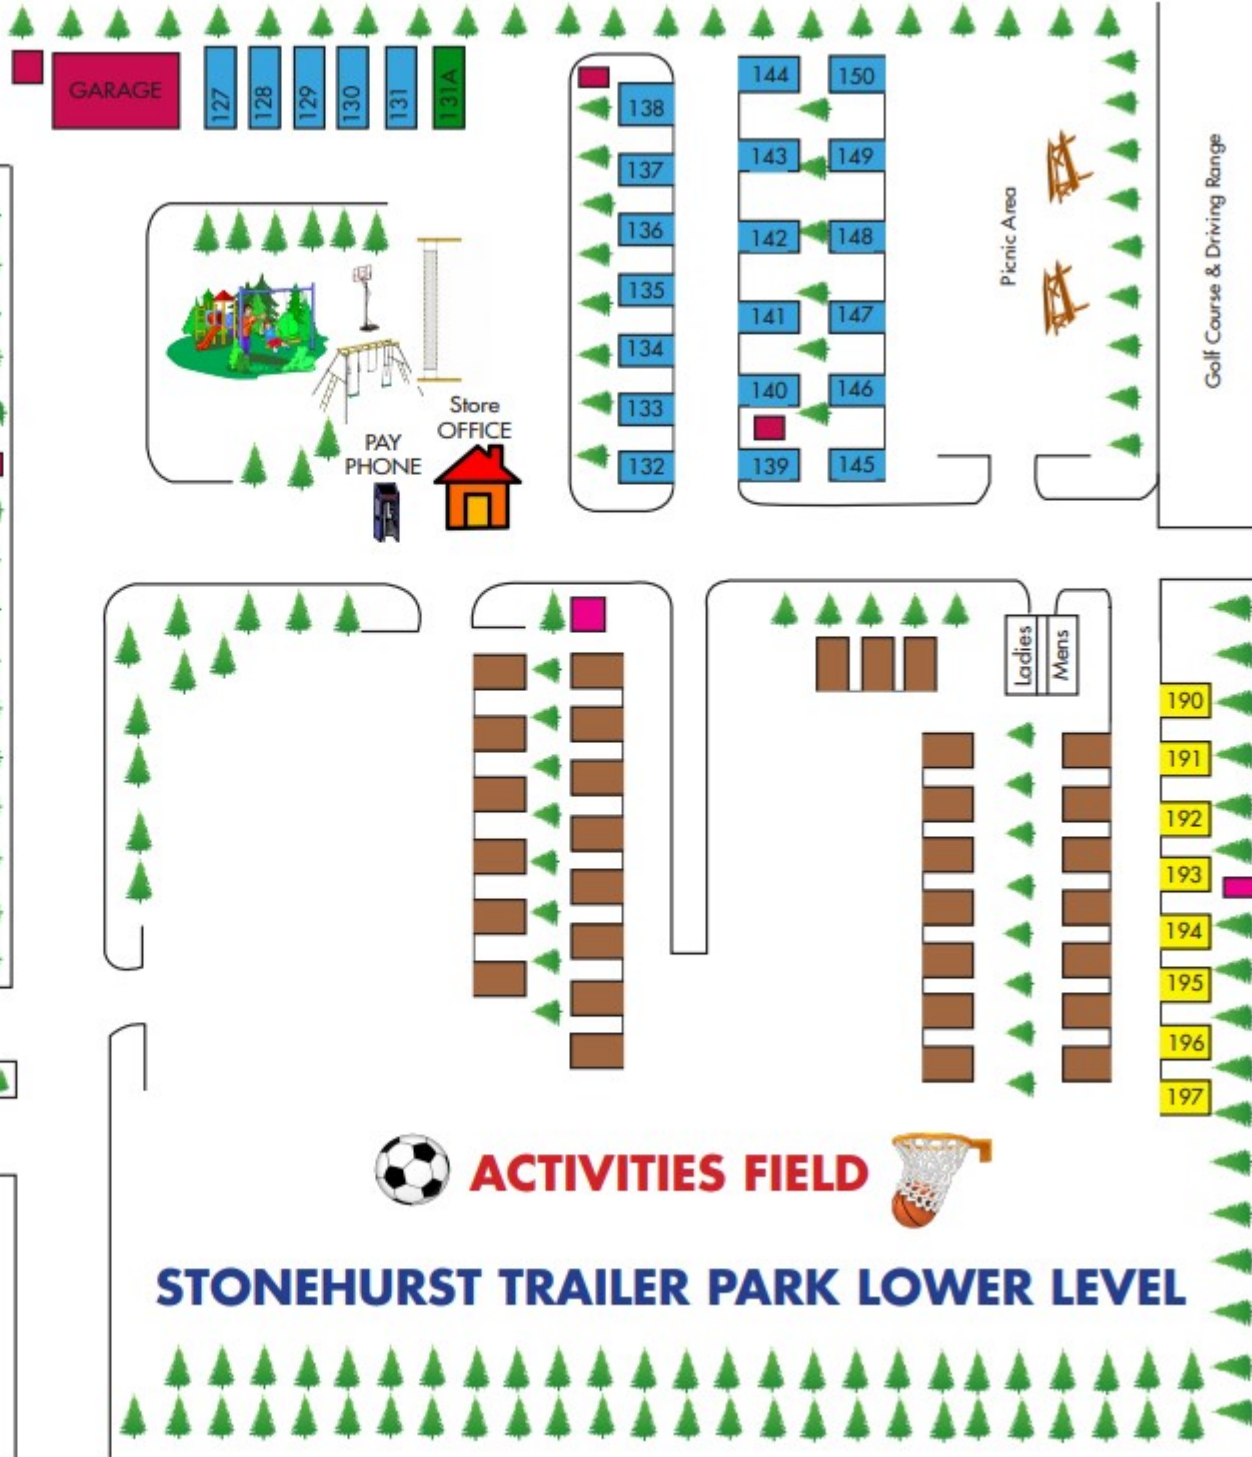 GARAGE
127
128
129
130
131
131A
138
137
136
135
134
133
132
144
150
143
149
142
148
141
147
140
146
139
145
Picnic Area
Golf Course & Driving Range
Store
OFFICE
PAY
PHONE
Ladies
Mens
190
191
192
193
194
195
196
197
ACTIVITIES FIELD
STONEHURST TRAILER PARK LOWER LEVEL